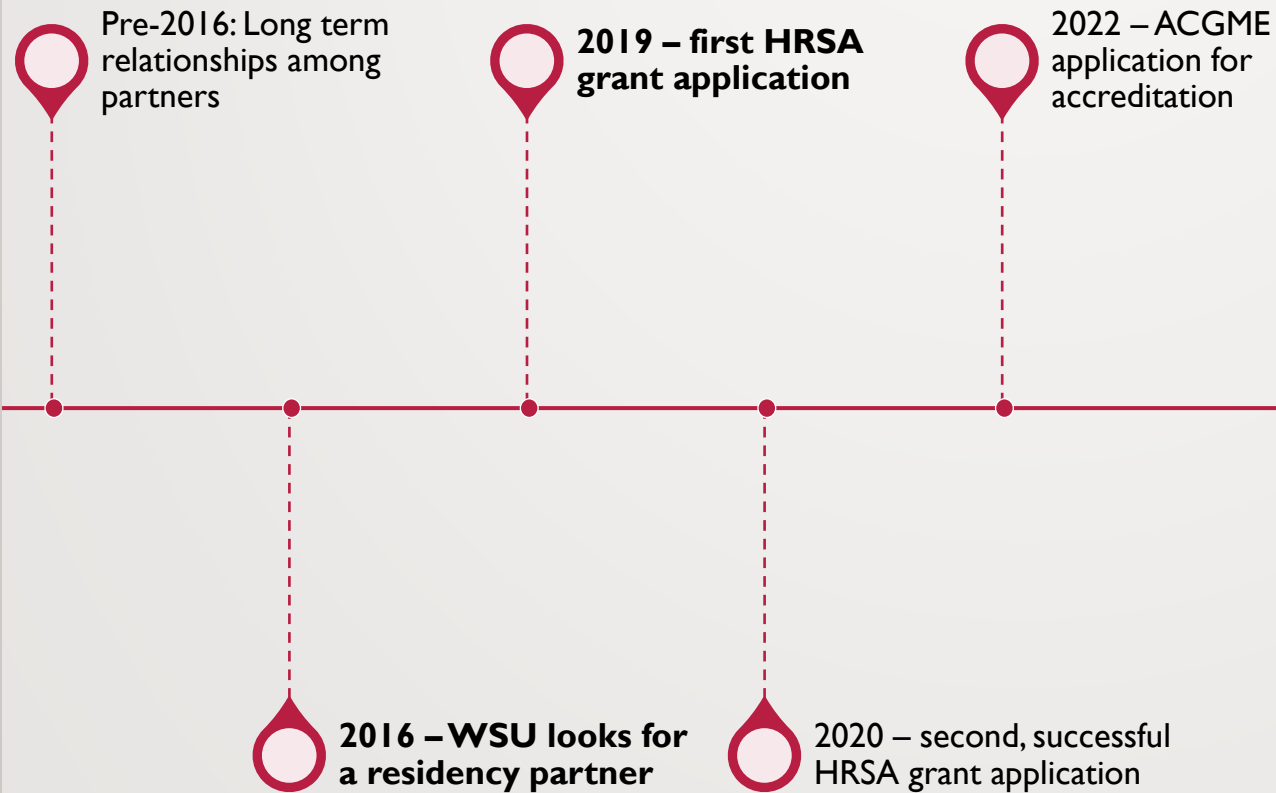 Pre-2016: Long term
relationships among
partners
2016 – WSU looks for
a residency partner
2019 – first HRSA
grant application
2020 – second, successful
HRSA grant application
2022 – ACGME
application for
accreditation